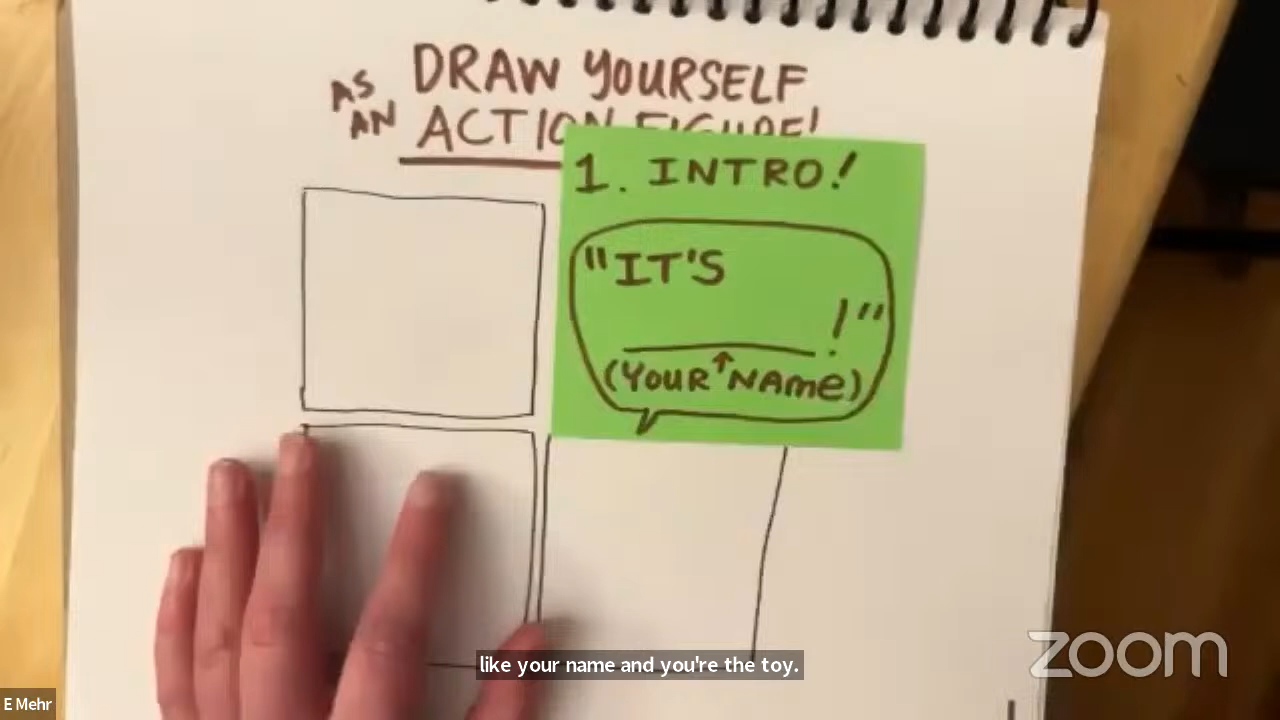 DRAW YOURSELF
AS AN ACTION FIGURE!
1. INTRO!
"IT'S
!"
(YOUR NAME)
like your name and you're the toy.
E Mehr
zoom